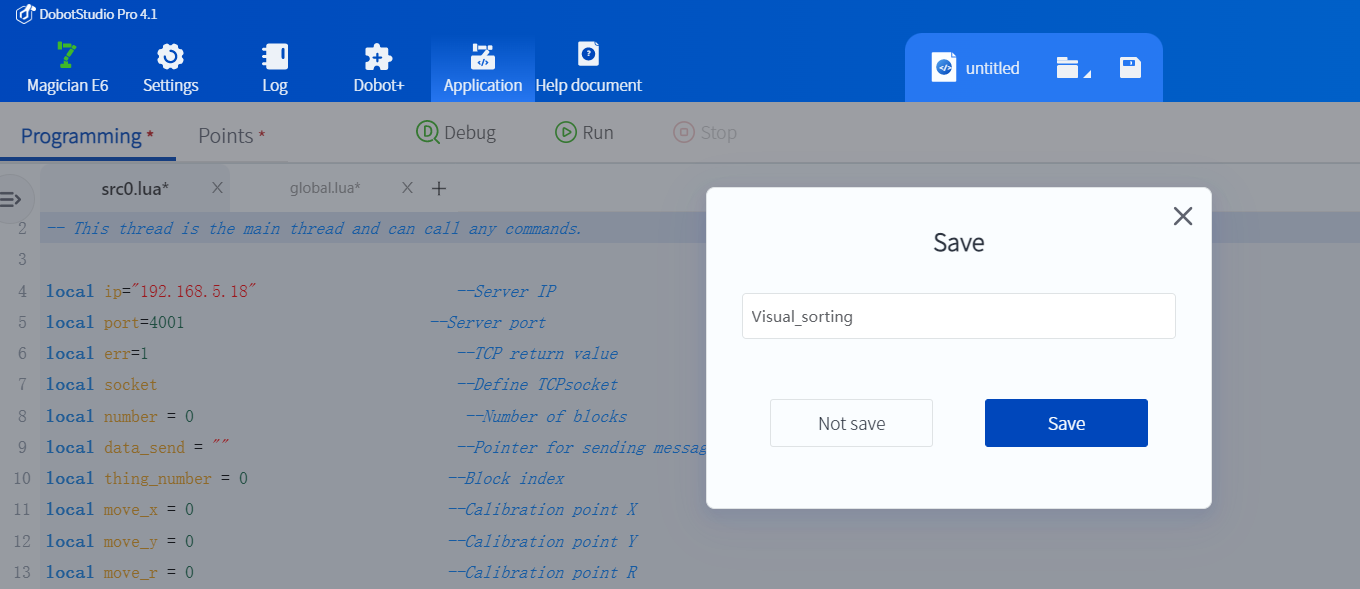 DobotStudio Pro 4.1
Magician E6
Settings
Log
Dobot+
Application
Help document
untitled
Programming *
Points *
Debug
Run
Stop
src0.lua*
global.lua*
2 -- This thread is the main thread and can call any commands.
3
4 local ip="192.168.5.18" --Server IP
5 local port=4001 --Server port
6 local err=1 --TCP return value
7 local socket --Define TCPsocket
8 local number = 0 --Number of blocks
9 local data_send = "" --Pointer for sending messag
10 local thing_number = 0 --Block index
11 local move_x = 0 --Calibration point X
12 local move_y = 0 --Calibration point Y
13 local move_r = 0 --Calibration point R
Save
Visual_sorting
Not save
Save